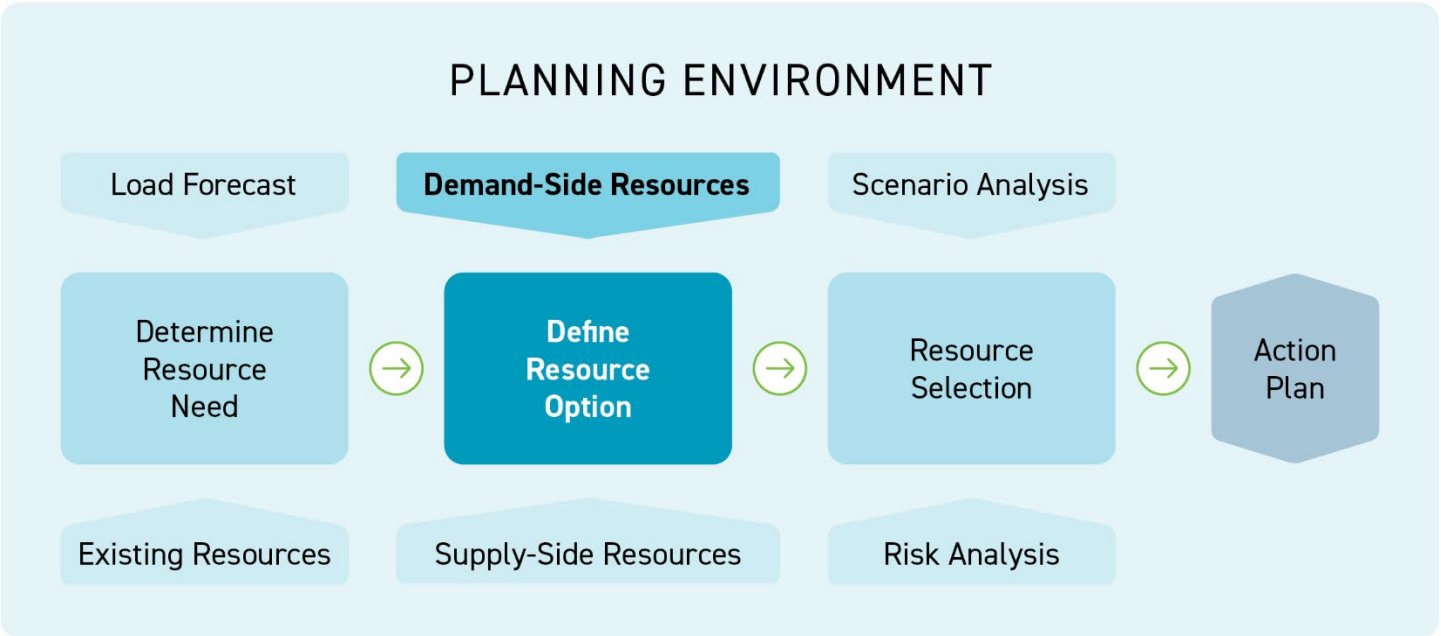 PLANNING ENVIRONMENT
Load Forecast
Demand-Side Resources
Scenario Analysis
Determine
Resource
Need
Define
Resource
Option
Resource
Selection
Action
Plan
Existing Resources
Supply-Side Resources
Risk Analysis